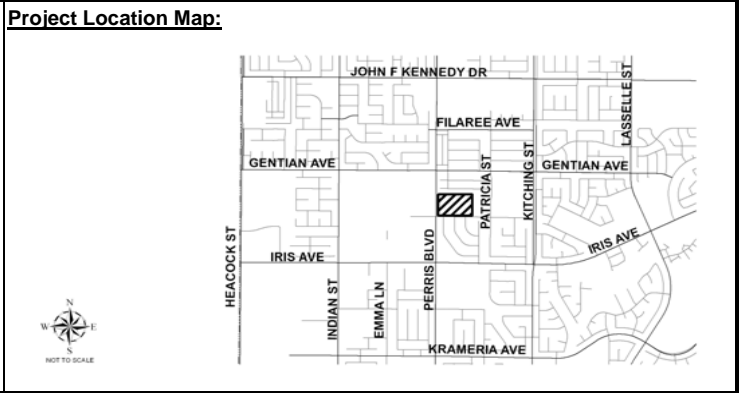 Project Location Map:
JOHN F KENNEDY DR
LASSELLE ST
FILAREE AVE
GENTIAN AVE
PATRICIA ST
KITCHING ST
GENTIAN AVE
HEACOCK ST
IRIS AVE
INDIAN ST
EMMA LN
PERRIS BLVD
IRIS AVE
KRAMERIA AVE
N
W E
S
NOT TO SCALE